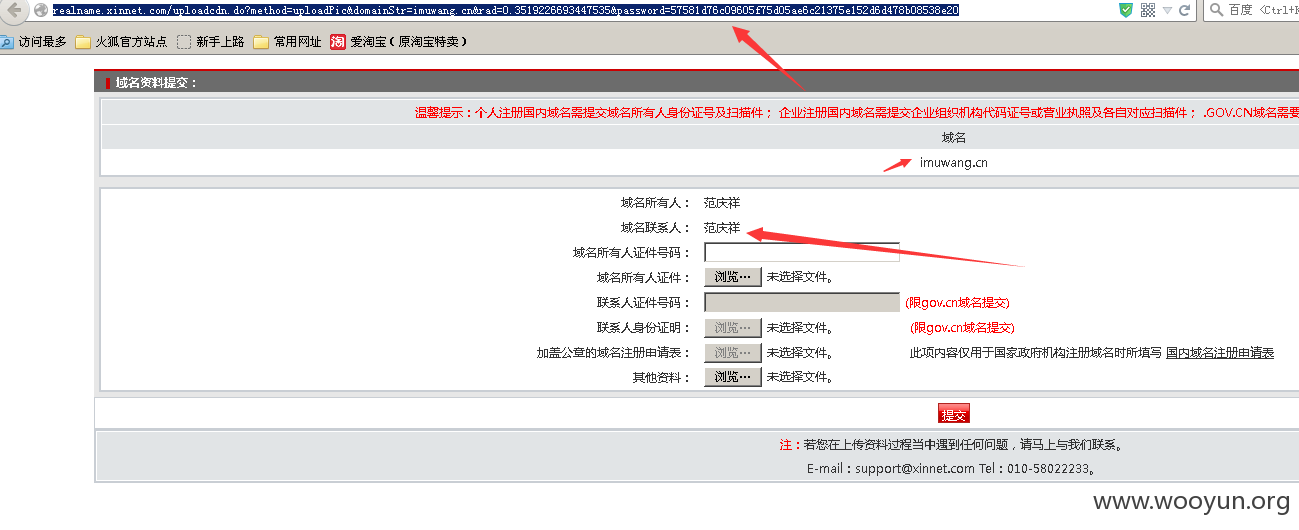 realname.xinnet.com/uploadcdn.do?method=uploadPic&domainStr=imuwang.cn&rad=0.3519226693447535&password=57581d76c09605f75d05ae6c21375e152d6d478b08538e20
百度 <Ctrl+K
访问最多 火狐官方站点 新手上路 常用网址 淘 爱淘宝（原淘宝特卖）
域名资料提交：
温馨提示：个人注册国内域名需提交域名所有人身份证号及扫描件； 企业注册国内域名需提交企业组织机构代码证号或营业执照及各自对应扫描件； .GOV.CN域名需要
域名
imuwang.cn
域名所有人： 范庆祥
域名联系人： 范庆祥
域名所有人证件号码：
域名所有人证件： 浏览… 未选择文件。
联系人证件号码： (限gov.cn域名提交)
联系人身份证明： 浏览… 未选择文件。 (限gov.cn域名提交)
加盖公章的域名注册申请表： 浏览… 未选择文件。 此项内容仅用于国家政府机构注册域名时所填写 国内域名注册申请表
其他资料： 浏览… 未选择文件。
提交
注：若您在上传资料过程当中遇到任何问题，请马上与我们联系。
E-mail：support@xinnet.com Tel：010-58022233。
www.wooyun.org